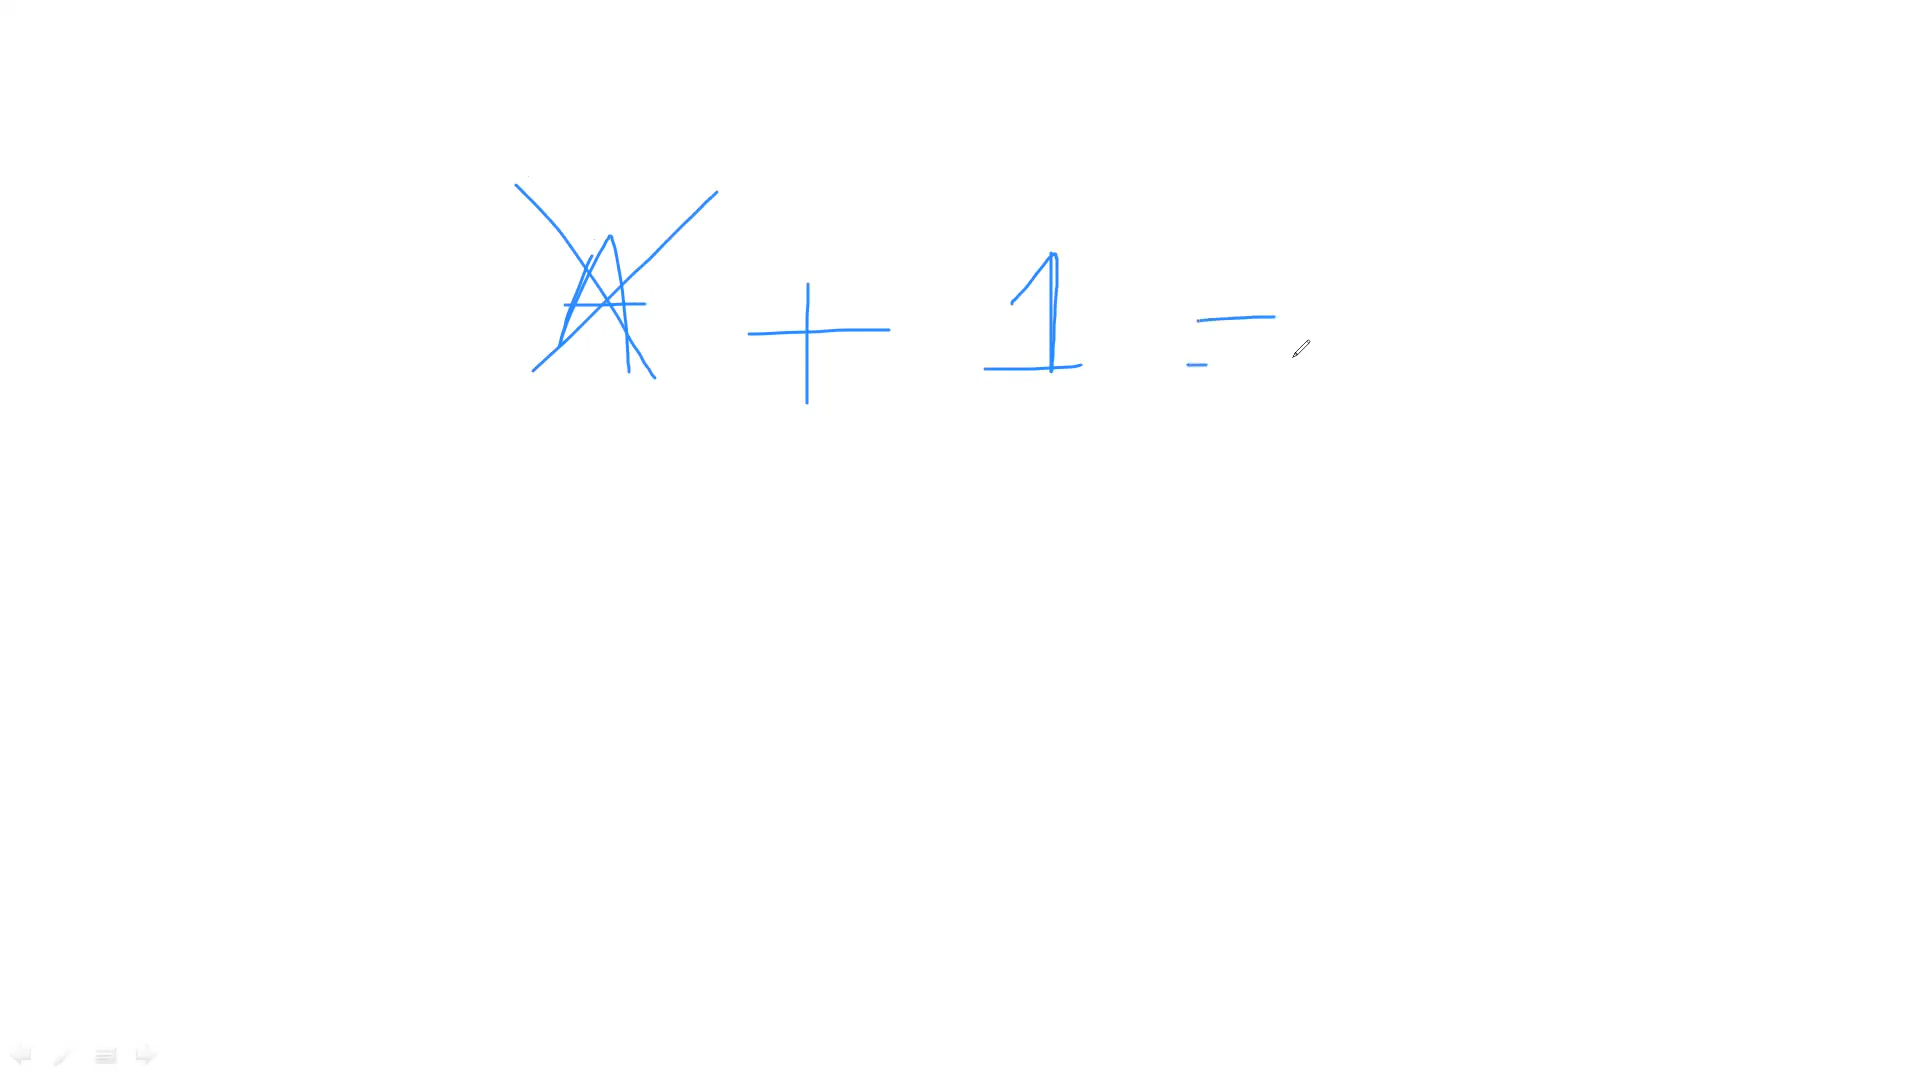 A + 1 =